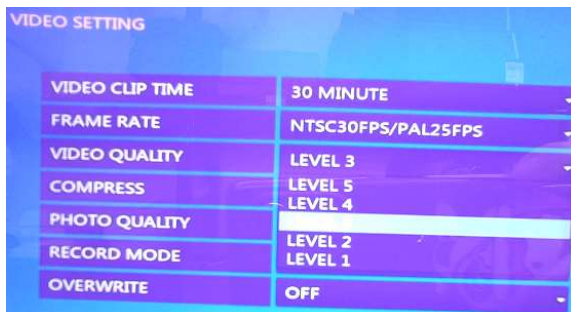 VIDEO SETTING
VIDEO CLIP TIME 30 MINUTE
FRAME RATE NTSC30FPS/PAL25FPS
VIDEO QUALITY LEVEL 3
COMPRESS LEVEL 5
LEVEL 4
PHOTO QUALITY
LEVEL 2
RECORD MODE LEVEL 1
OVERWRITE OFF